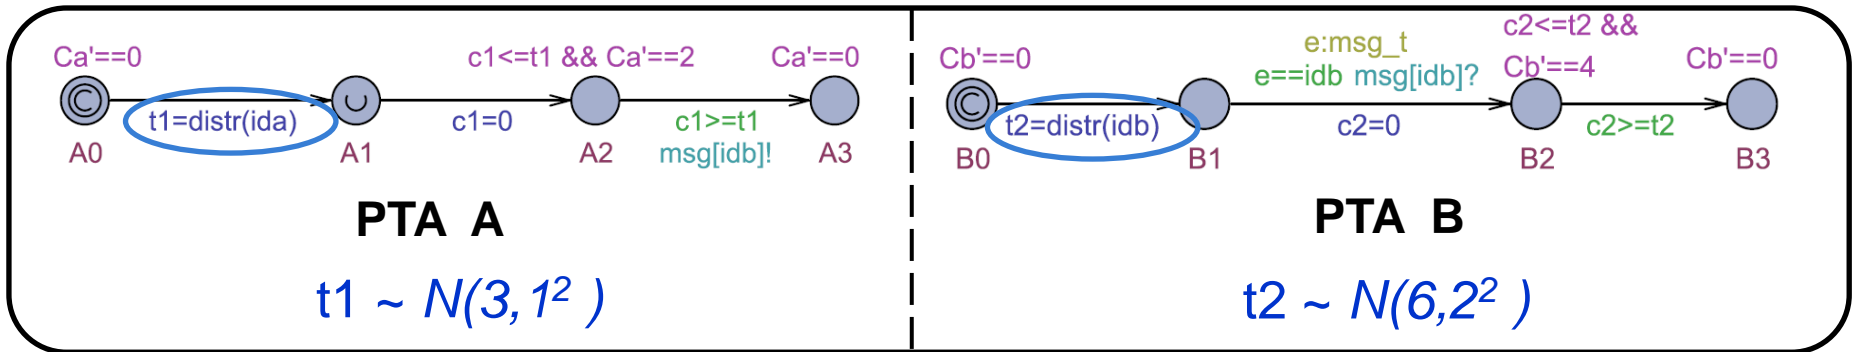 Ca'==0
c1<=t1 && Ca'==2
Ca'==0
t1=distr(ida)
c1=0
c1>=t1
msg[idb]!
A0
A1
A2
A3
PTA A
t1 ~ N(3,1² )
c2<=t2 &&
Cb'==0
e:msg_t
Cb'==4
Cb'==0
e==idb msg[idb]?
t2=distr(idb)
c2=0
c2>=t2
B0
B1
B2
B3
PTA B
t2 ~ N(6,2² )